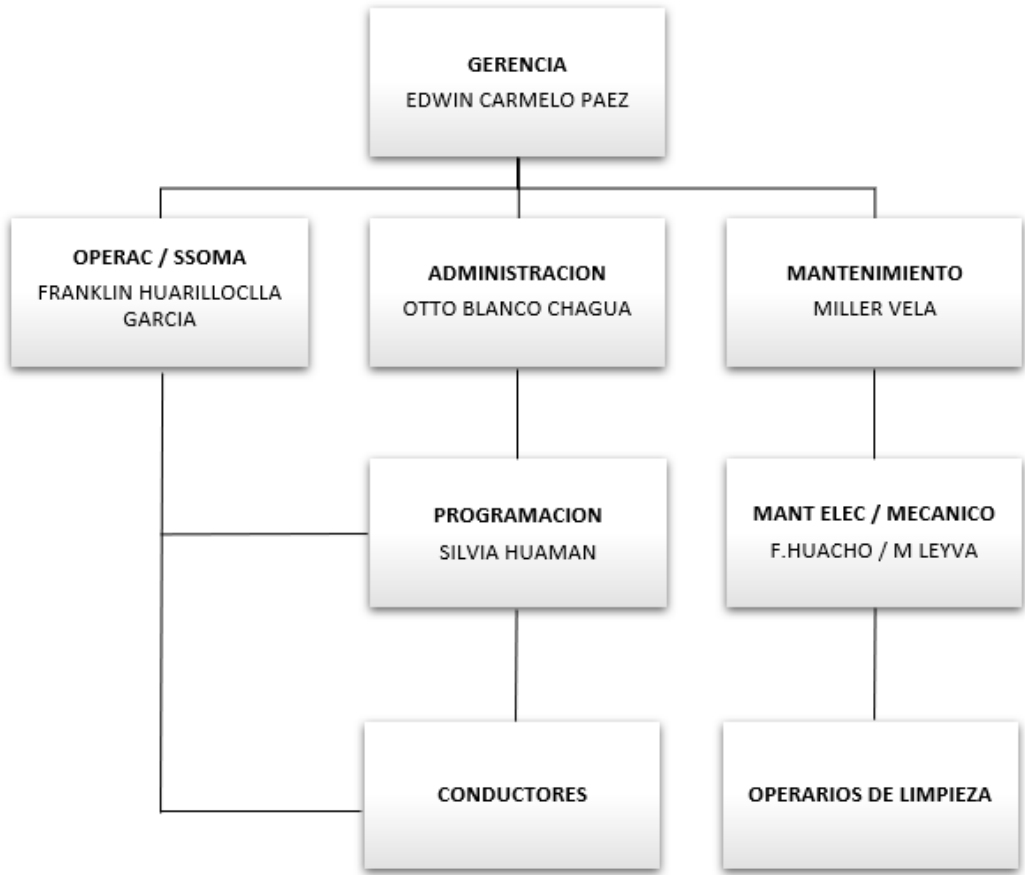 GERENCIA
EDWIN CARMELO PAEZ
OPERAC / SSOMA
FRANKLIN HUARILLOCLLA
GARCIA
ADMINISTRACION
OTTO BLANCO CHAGUA
MANTENIMIENTO
MILLER VELA
PROGRAMACION
SILVIA HUAMAN
MANT ELEC / MECANICO
F.HUACHO / M LEYVA
CONDUCTORES
OPERARIOS DE LIMPIEZA